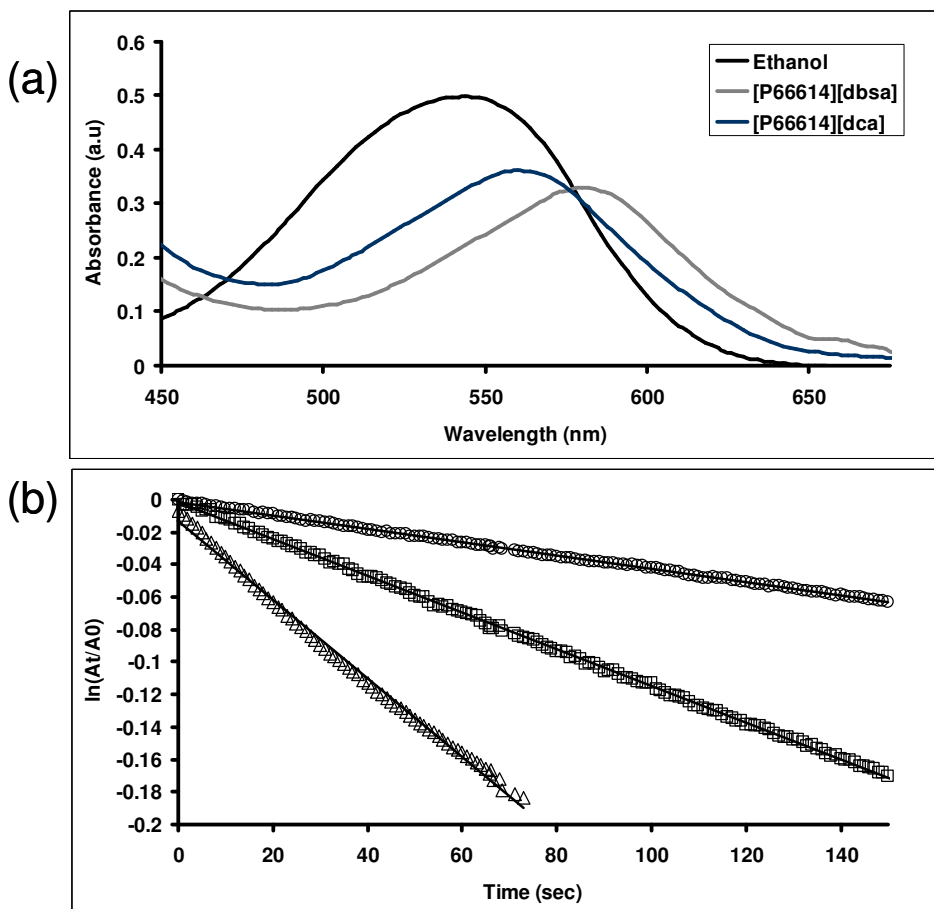 (a)
0.6
0.5
0.4
0.3
0.2
0.1
0
Absorbance (a.u)
Ethanol
[P66614][dbsa]
[P66614][dca]
450 500 550 600 650
Wavelength (nm)
(b)
0
-0.02
-0.04
-0.06
-0.08
-0.1
-0.12
-0.14
-0.16
-0.18
-0.2
ln(At/A0)
0 20 40 60 80 100 120 140
Time (sec)